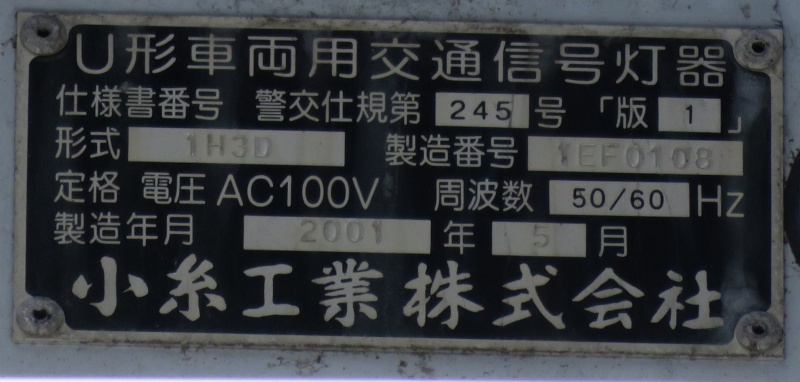 U形車両用交通信号灯器
仕様書番号 警交仕規第 245 号 「版 1 」
形式 1H3D 製造番号 1EF0108
定格 電圧 AC100V 周波数 50/60 Hz
製造年月 2001 年 5 月
小糸工業株式会社